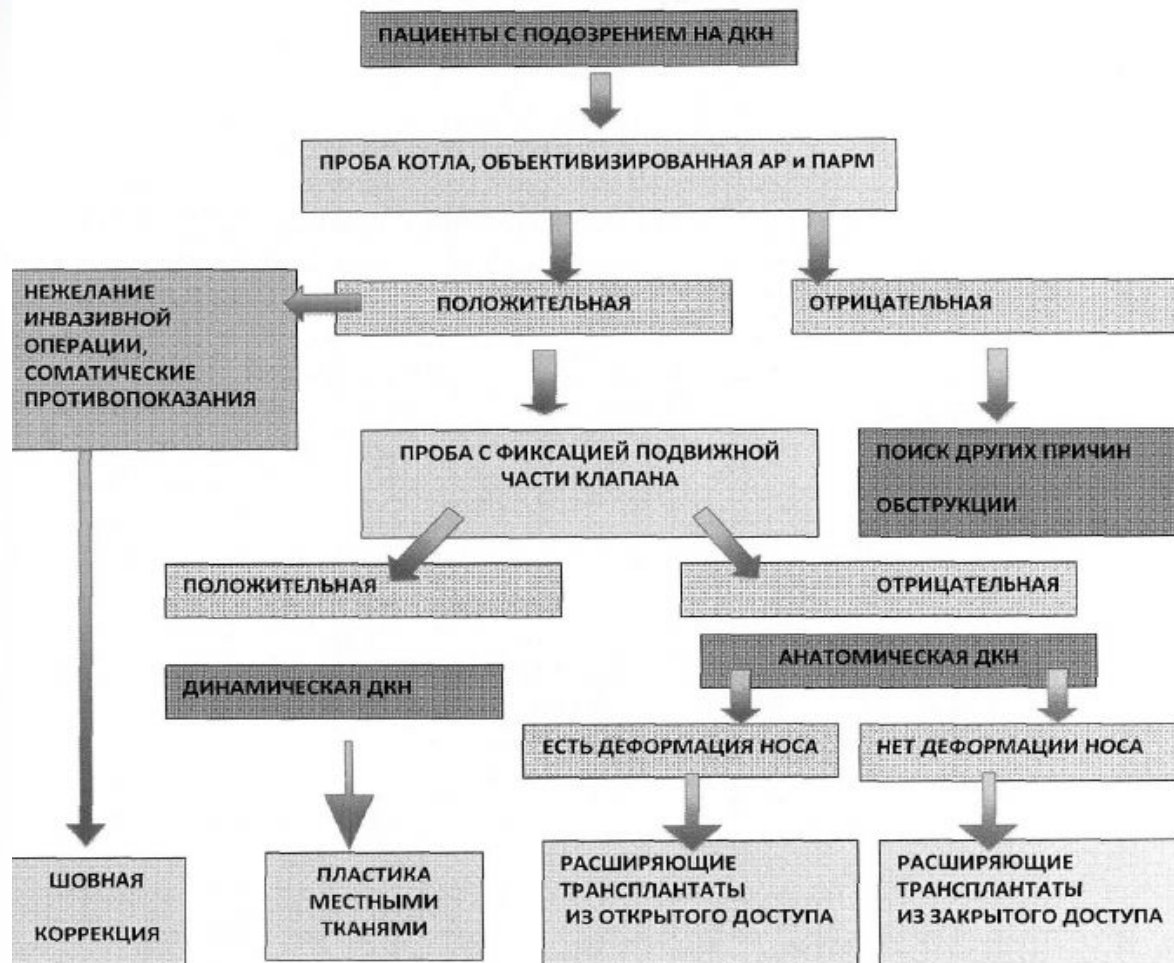 ПАЦИЕНТЫ С ПОДОЗРЕНИЕМ НА ДКН
ПРОБА КОТЛА, ОБЪЕКТИВИЗИРОВАННАЯ АР и ПАРМ
НЕЖЕЛАНИЕ
ИНВАЗИВНОЙ
ОПЕРАЦИИ,
СОМАТИЧЕСКИЕ
ПРОТИВОПОКАЗАНИЯ
ПОЛОЖИТЕЛЬНАЯ
ОТРИЦАТЕЛЬНАЯ
ПРОБА С ФИКСАЦИЕЙ ПОДВИЖНОЙ
ЧАСТИ КЛАПАНА
ПОИСК ДРУГИХ ПРИЧИН
ОБСТРУКЦИИ
ПОЛОЖИТЕЛЬНАЯ
ОТРИЦАТЕЛЬНАЯ
ДИНАМИЧЕСКАЯ ДКН
АНАТОМИЧЕСКАЯ ДКН
ЕСТЬ ДЕФОРМАЦИЯ НОСА
НЕТ ДЕФОРМАЦИИ НОСА
ШОВНАЯ
КОРРЕКЦИЯ
ПЛАСТИКА
МЕСТНЫМИ
ТКАНЯМИ
РАСШИРЯЮЩИЕ
ТРАНСПЛАНТАТЫ
ИЗ ОТКРЫТОГО ДОСТУПА
РАСШИРЯЮЩИЕ
ТРАНСПЛАНТАТЫ
ИЗ ЗАКРЫТОГО ДОСТУПА